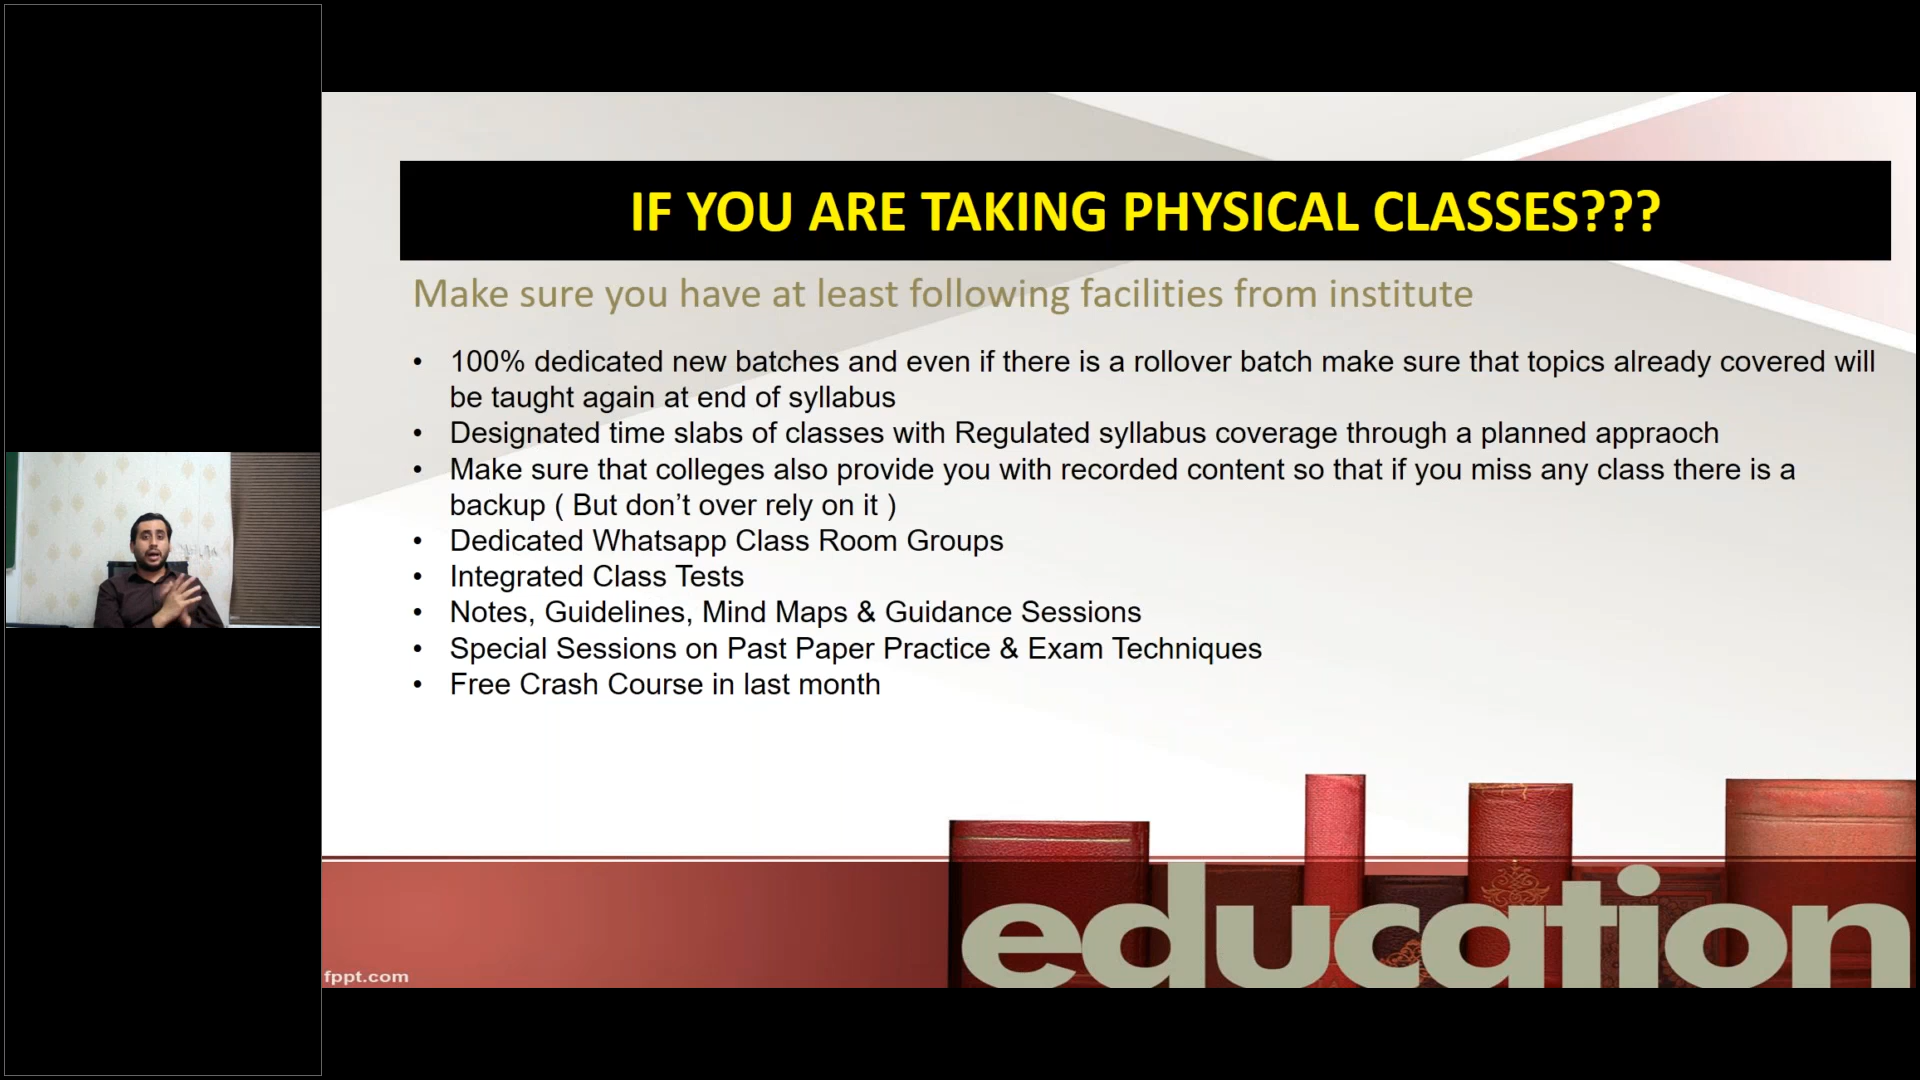 IF YOU ARE TAKING PHYSICAL CLASSES???
Make sure you have at least following facilities from institute
• 100% dedicated new batches and even if there is a rollover batch make sure that topics already covered will
be taught again at end of syllabus
• Designated time slabs of classes with Regulated syllabus coverage through a planned appraoch
• Make sure that colleges also provide you with recorded content so that if you miss any class there is a
backup ( But don’t over rely on it )
• Dedicated Whatsapp Class Room Groups
• Integrated Class Tests
• Notes, Guidelines, Mind Maps & Guidance Sessions
• Special Sessions on Past Paper Practice & Exam Techniques
• Free Crash Course in last month
education
fppt.com